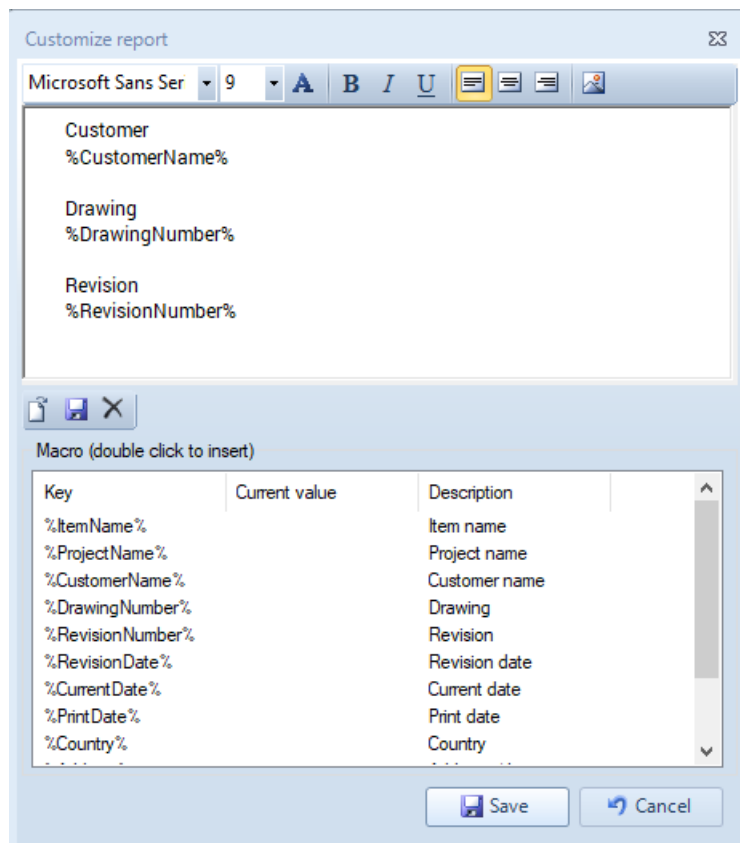 Customize report
Microsoft Sans Ser 9 A B I U
Customer
%CustomerName%
Drawing
%DrawingNumber%
Revision
%RevisionNumber%
Macro (double click to insert)
Key Current value Description
%ItemName% Item name
%ProjectName% Project name
%CustomerName% Customer name
%DrawingNumber% Drawing
%RevisionNumber% Revision
%RevisionDate% Revision date
%CurrentDate% Current date
%PrintDate% Print date
%Country% Country
Save Cancel